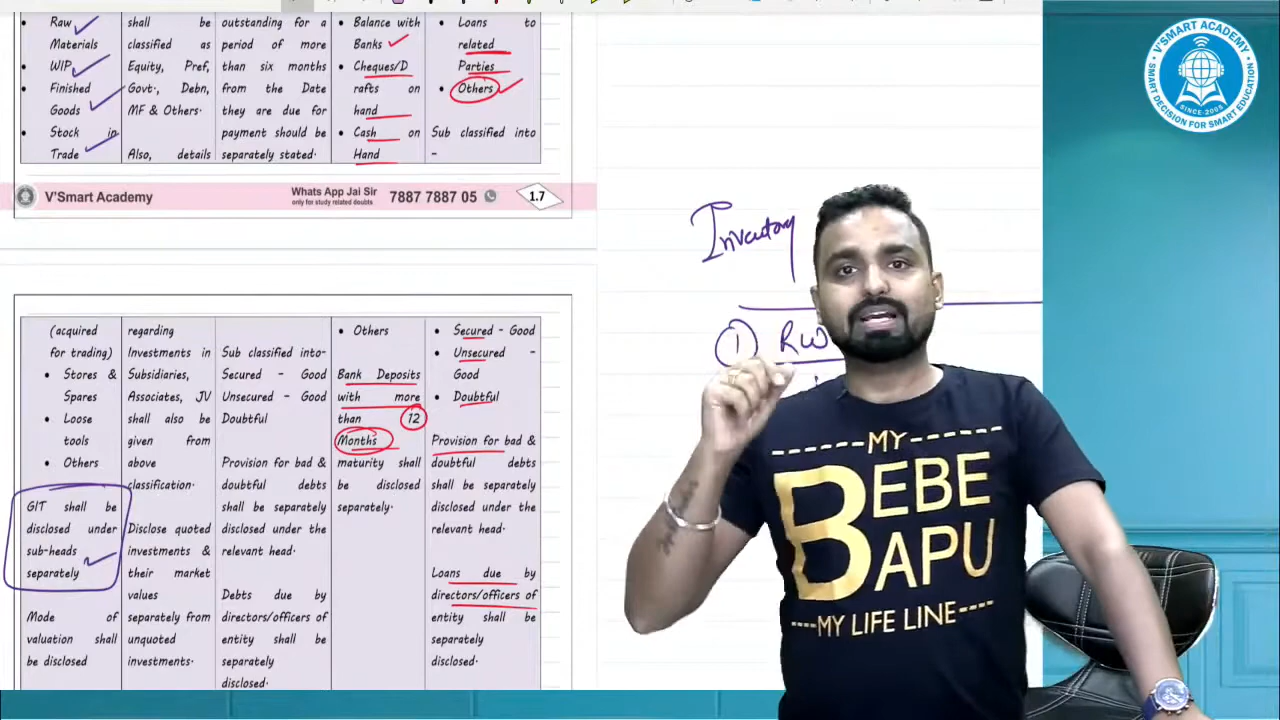 • Raw
Materials
• WIP
• Finished
Goods
• Stock in
Trade
shall be
classified as
Equity, Pref,
Govt., Debn,
MF & Others.
Also, details
outstanding for a
period of more
than six months
from the Date
they are due for
payment should be
separately stated.
• Balance with
Banks
• Cheques/D
rafts on
hand
• Cash on
Hand
• Loans to
related
Parties
• Others
Sub classified into
–
V'Smart Academy
Whats App Jai Sir
only for study related doubts
7887 7887 05
1.7
(acquired
for trading)
• Stores &
Spares
• Loose
tools
• Others
GIT shall be
disclosed under
sub-heads
separately
Mode of
valuation shall
be disclosed
regarding
Investments in
Subsidiaries,
Associates, JV
shall also be
given from
above
classification.
Disclose quoted
investments &
their market
values
separately from
unquoted
investments.
Sub classified into-
Secured - Good
Unsecured - Good
Doubtful
Provision for bad &
doubtful debts
shall be separately
disclosed under the
relevant head.
Debts due by
directors/officers of
entity shall be
separately
disclosed.
• Others
Bank Deposits
with more
than 12
Months
maturity shall
be disclosed
separately.
• Secured - Good
• Unsecured -
Good
• Doubtful
Provision for bad &
doubtful debts
shall be separately
disclosed under the
relevant head.
Loans due by
directors/officers of
entity shall be
separately
disclosed.
Inventory
1 RW
V'SMART ACADEMY
SMART DECISION FOR SMART EDUCATION
SINCE-2005
MY
BEBE
BAPU
MY LIFE LINE